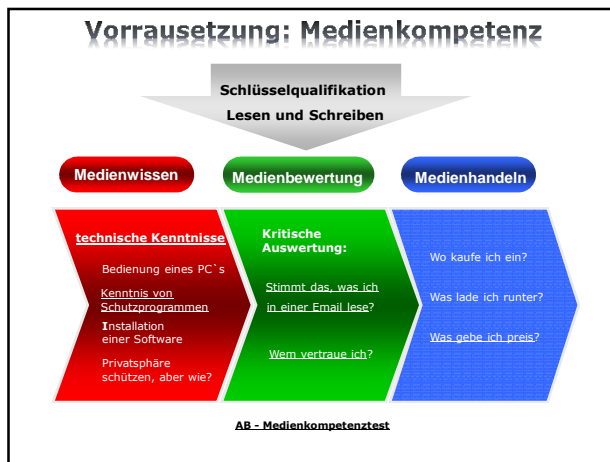 Vorrausetzung: Medienkompetenz
Schlüsselqualifikation
Lesen und Schreiben
Medienwissen
Medienbewertung
Medienhandeln
technische Kenntnisse
Bedienung eines PC`s
Kenntnis von
Schutzprogrammen
Installation
einer Software
Privatsphäre
schützen, aber wie?
Kritische
Auswertung:
Stimmt das, was ich
in einer Email lese?
Wem vertraue ich?
Wo kaufe ich ein?
Was lade ich runter?
Was gebe ich preis?
AB - Medienkompetenztest